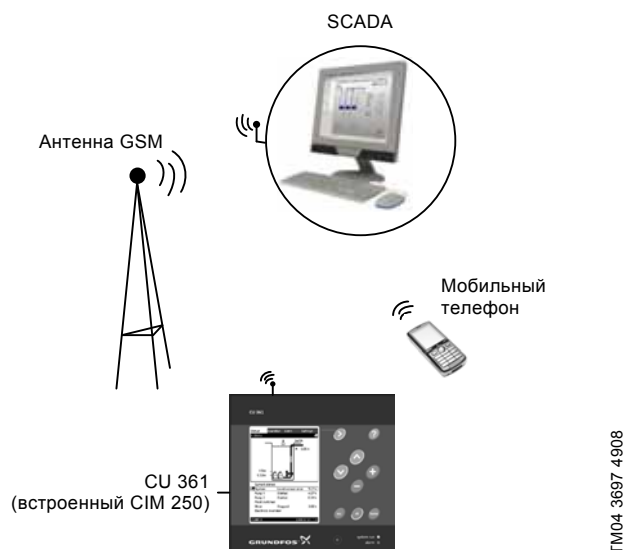 SCADA
Антенна GSM
Мобильный
телефон
CU 361
(встроенный CIM 250)
GRUNDFOS
TM04 3697 4908